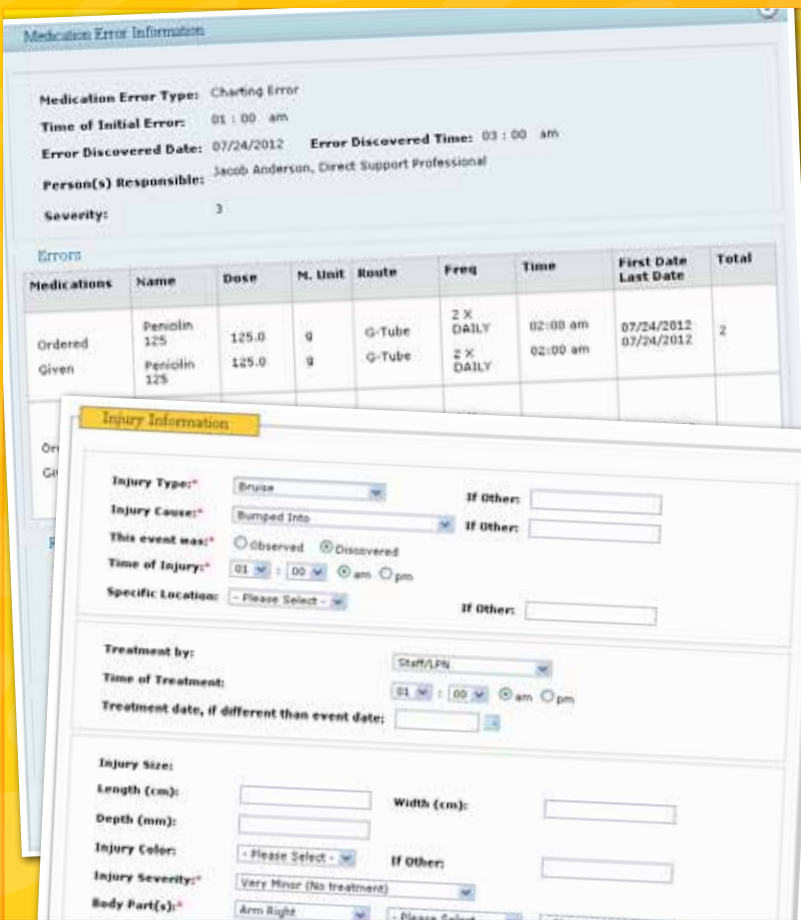 Medication Error Information
Medication Error Type: Charting Error
Time of Initial Error: 01 : 00 am
Error Discovered Date: 07/24/2012 Error Discovered Time: 03 : 00 am
Person(s) Responsible: Jacob Anderson, Direct Support Professional
Severity: 3
Errors
Medications Name Dose M. Unit Route Freq Time First Date Last Date Total
Ordered Peniolin 125 125.0 g G-Tube 2 X DAILY 02:00 am 07/24/2012 07/24/2012 2
Given Peniolin 125 125.0 g G-Tube 2 X DAILY 02:00 am
Injury Information
Injury Type:* Bruise If Other:
Injury Cause:* Bumped Into If Other:
This event was:* Observed Discovered
Time of Injury:* 01 : 00 am pm
Specific Location: - Please Select - If Other:
Treatment by: Staff/LPN
Time of Treatment: 01 : 00 am pm
Treatment date, if different than event date:
Injury Size:
Length (cm): Width (cm):
Depth (mm):
Injury Color: - Please Select - If Other:
Injury Severity:* Very Minor (No treatment)
Body Part(s):* Arm Right - Please Select